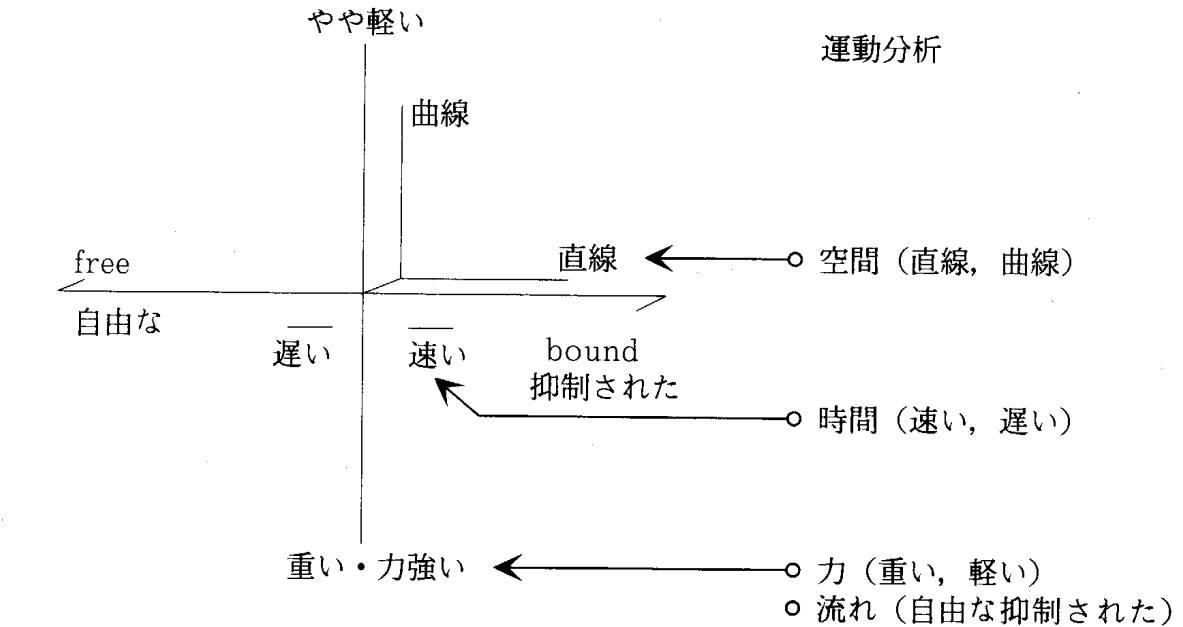 やや軽い
運動分析
曲線
free
直線
空間（直線，曲線）
自由な
遅い
速い
bound
抑制された
時間（速い，遅い）
重い・力強い
力（重い，軽い）
流れ（自由な抑制された）